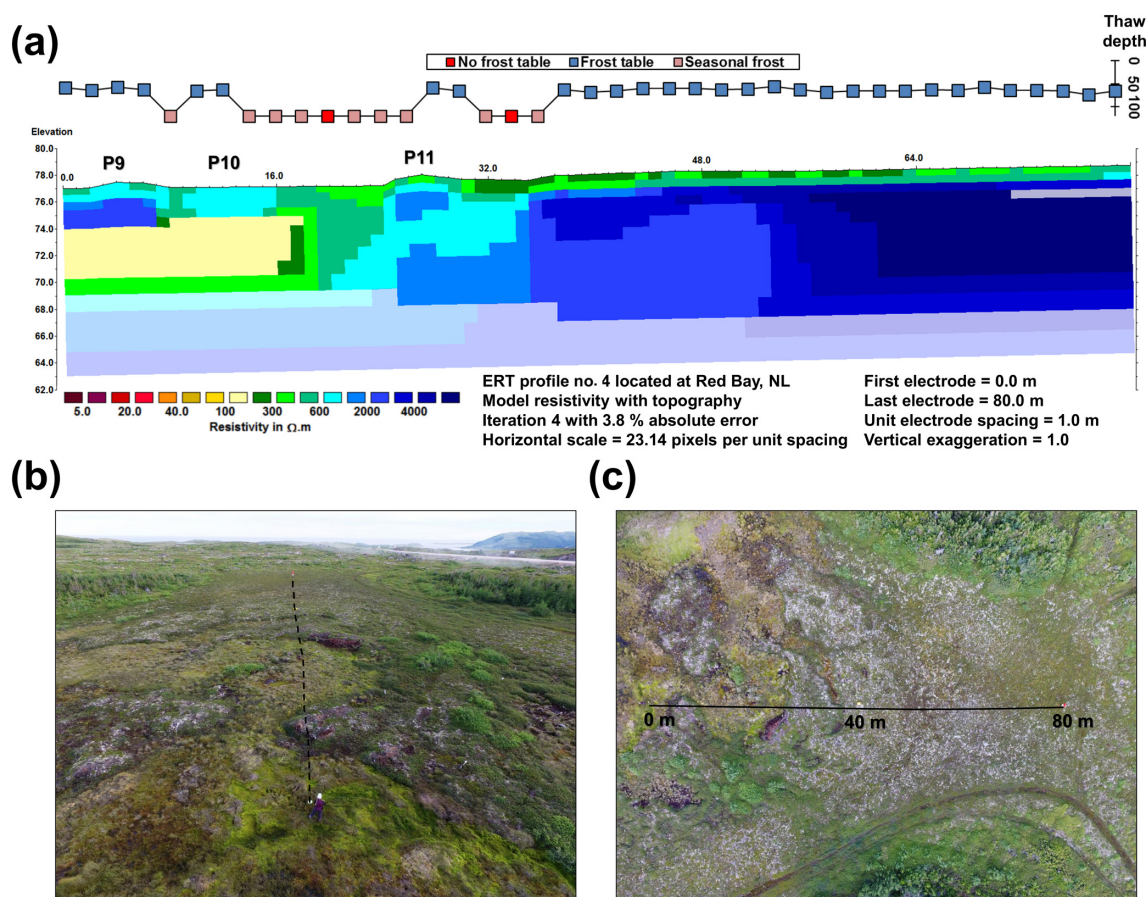 (a)
Thaw
depth
No frost table Frost table Seasonal frost
0
50
100
Elevation
80.0
78.0
76.0
74.0
72.0
70.0
68.0
66.0
64.0
62.0
P9 P10 P11
0.0 16.0 32.0 48.0 64.0
5.0 20.0 40.0 100 300 600 2000 4000
Resistivity in Ω.m
ERT profile no. 4 located at Red Bay, NL
Model resistivity with topography
Iteration 4 with 3.8 % absolute error
Horizontal scale = 23.14 pixels per unit spacing
First electrode = 0.0 m
Last electrode = 80.0 m
Unit electrode spacing = 1.0 m
Vertical exaggeration = 1.0
(b)
(c)
0 m 40 m 80 m